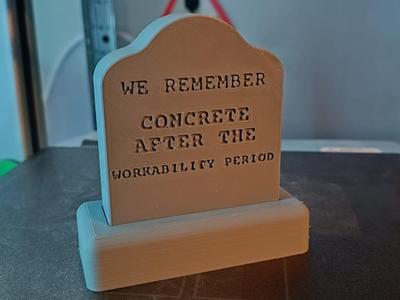 WE REMEMBER
CONCRETE
AFTER THE
WORKABILITY PERIOD